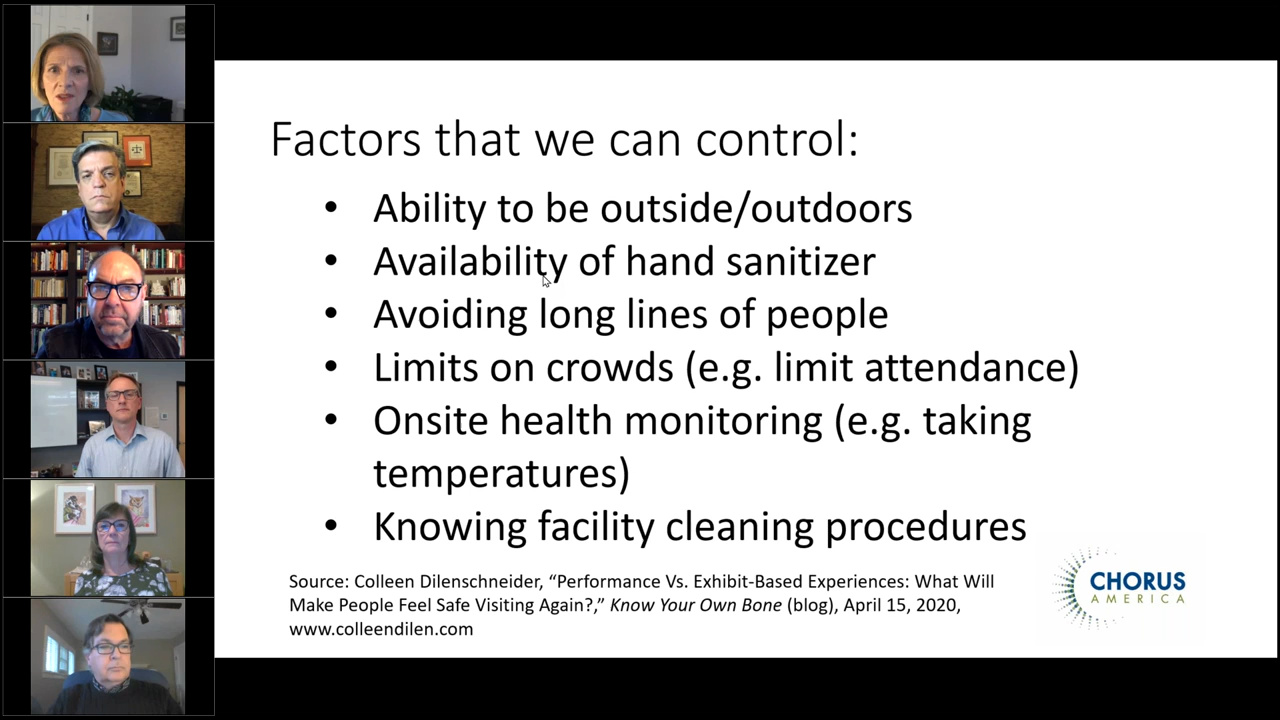 Factors that we can control:
• Ability to be outside/outdoors
• Availability of hand sanitizer
• Avoiding long lines of people
• Limits on crowds (e.g. limit attendance)
• Onsite health monitoring (e.g. taking
temperatures)
• Knowing facility cleaning procedures
Source: Colleen Dilenschneider, “Performance Vs. Exhibit-Based Experiences: What Will
Make People Feel Safe Visiting Again?,” Know Your Own Bone (blog), April 15, 2020,
www.colleendilen.com
CHORUS
AMERICA